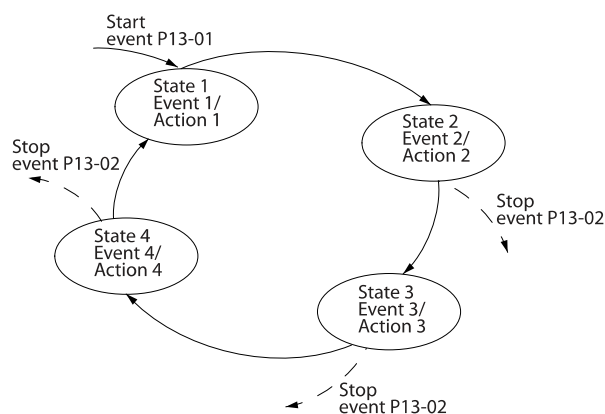 Start
event P13-01
State 1
Event 1/
Action 1
State 2
Event 2/
Action 2
Stop
event P13-02
Stop
event P13-02
State 4
Event 4/
Action 4
State 3
Event 3/
Action 3
Stop
event P13-02